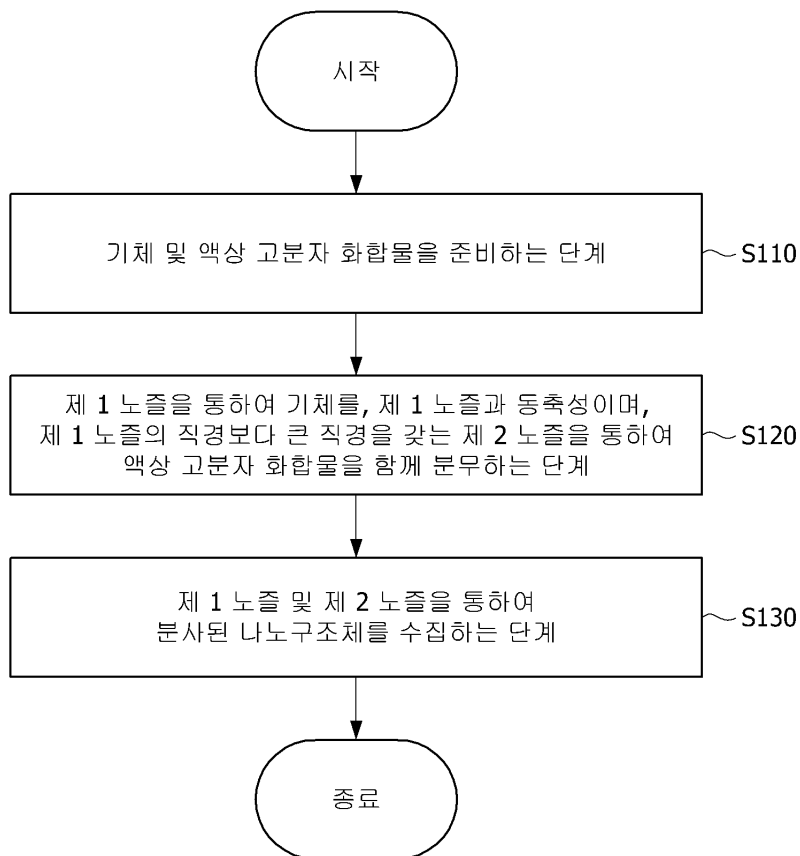 시작
기체 및 액상 고분자 화합물을 준비하는 단계
S110
제 1 노즐을 통하여 기체를, 제 1 노즐과 동축성이며,
제 1 노즐의 직경보다 큰 직경을 갖는 제 2 노즐을 통하여
액상 고분자 화합물을 함께 분무하는 단계
S120
제 1 노즐 및 제 2 노즐을 통하여
분사된 나노구조체를 수집하는 단계
S130
종료